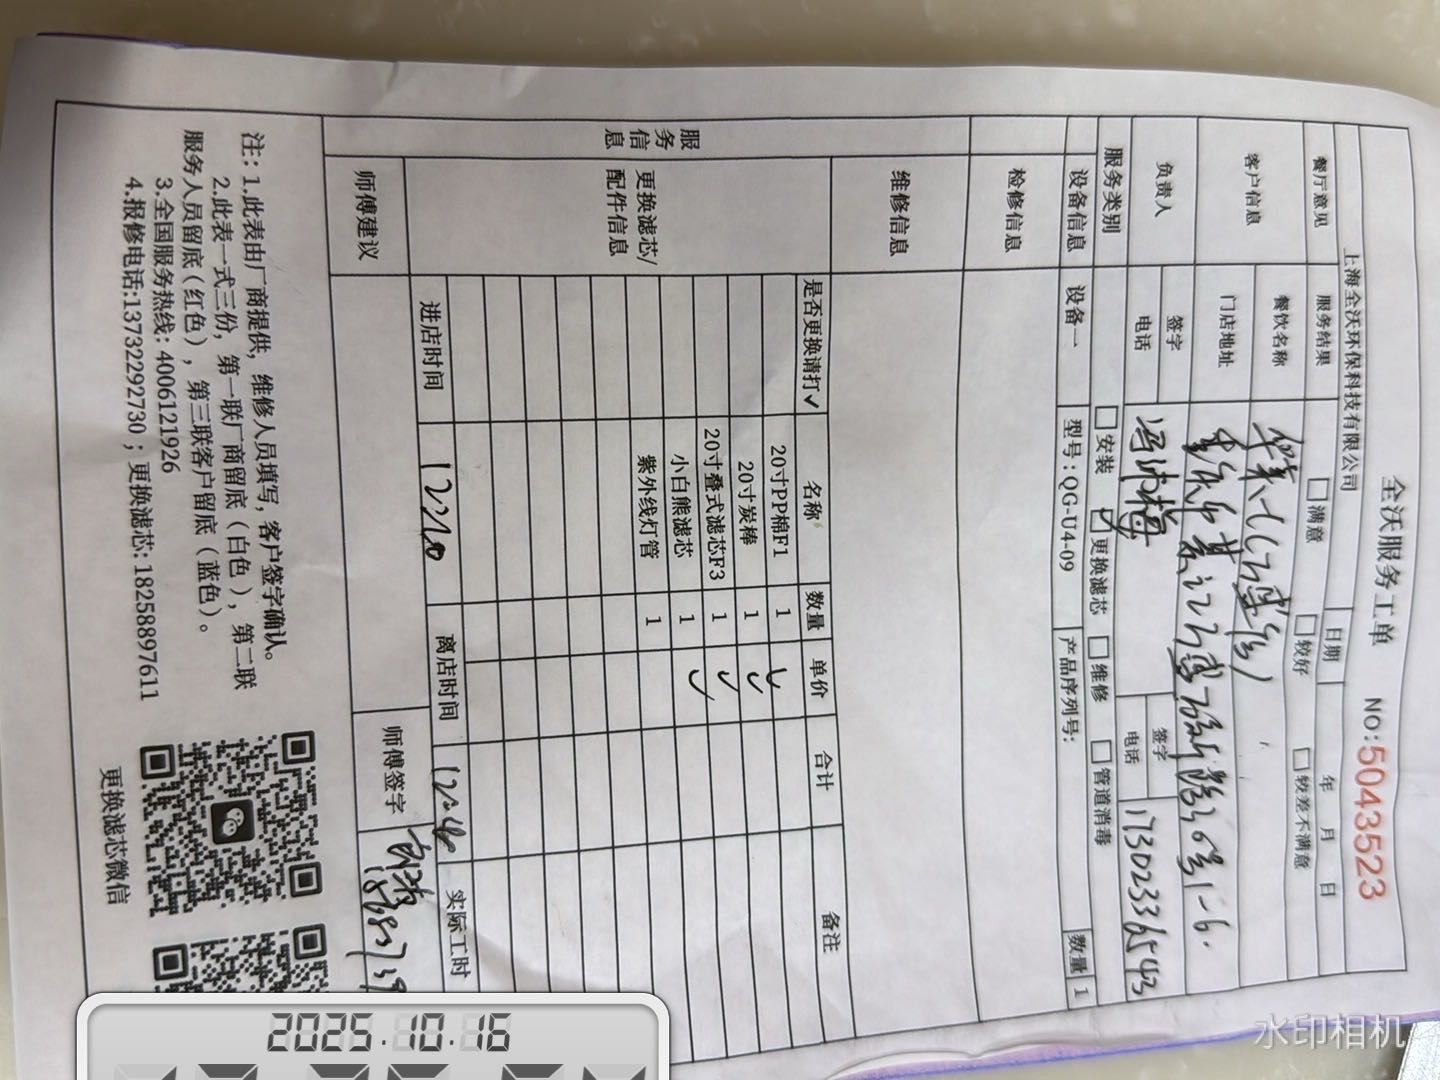 全沃服务工单 NO:50435523
上海全沃环保科技有限公司 日期 年 月 日
餐厅意见 服务结果 满意 较好 较差不满意
客户信息 餐饮名称
门店地址
负责人 签字 签字
电话 电话 17302336543
服务类别 安装 ✓更换滤芯 维修 管道消毒
设备信息 设备一 型号:QG-U4-09 产品序列号: 数量 1
服务信息
检修信息
维修信息
更换滤芯/配件信息
是否更换请打✓ 名称 数量 单价 合计 备注
20寸PP棉F1 1 ✓
20寸炭棒 1 ✓
20寸叠式滤芯F3 1 ✓
小白熊滤芯 1 ✓
紫外线灯管 1
进店时间 离店时间 实际工时
师傅建议 师傅签字
注:1.此表由厂商提供,维修人员填写,客户签字确认。
2.此表一式三份,第一联厂商留底(白色),第二联
服务人员留底(红色),第三联客户留底(蓝色)。
3.全国服务热线:4006121926
4.报修电话:13732292730;更换滤芯:18258897611
更换滤芯微信
2025.10.16
水印相机